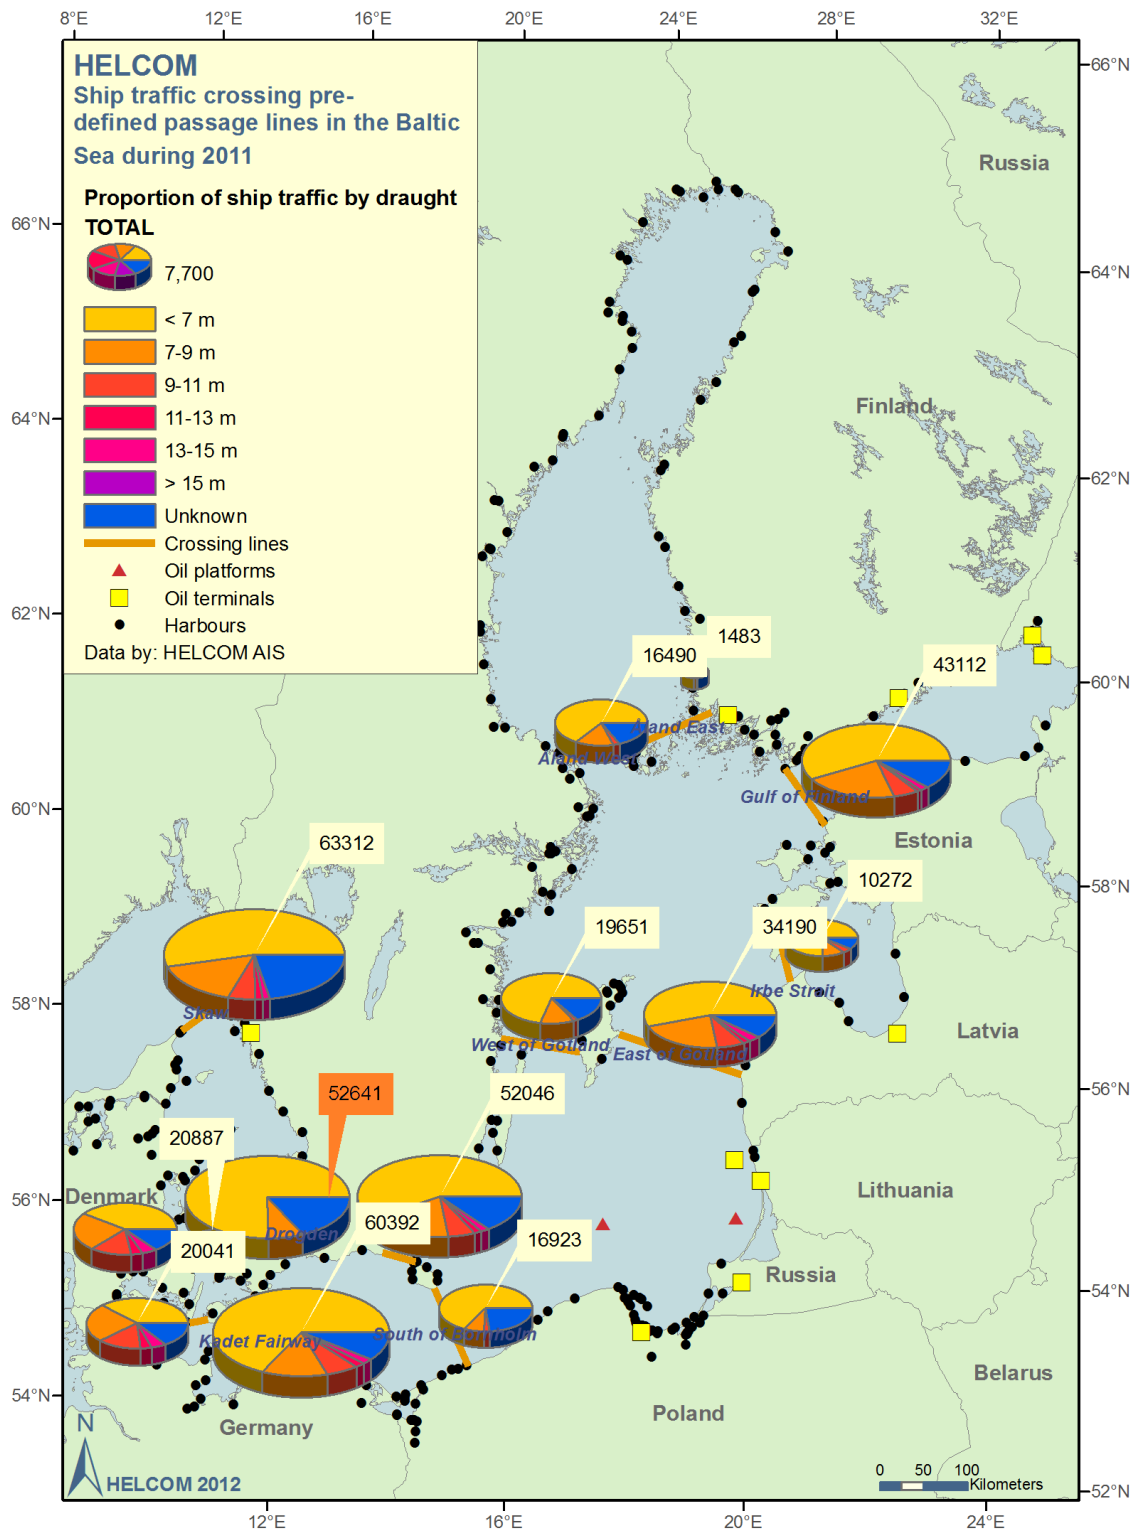 8°E 12°E 16°E 20°E 24°E 28°E 32°E
HELCOM
Ship traffic crossing pre-
defined passage lines in the Baltic
Sea during 2011
Proportion of ship traffic by draught
TOTAL
7,700
< 7 m
7-9 m
9-11 m
11-13 m
13-15 m
> 15 m
Unknown
Crossing lines
Oil platforms
Oil terminals
Harbours
Data by: HELCOM AIS
66°N
64°N
62°N
60°N
58°N
56°N
54°N
66°N
64°N
62°N
60°N
58°N
56°N
54°N
52°N
Russia
Finland
1483
16490
43112
Åland East
Åland West
Gulf of Finland
Estonia
63312
10272
19651
34190
Irbe Strait
Skaw
West of Gotland
East of Gotland
Latvia
52641
52046
20887
Denmark
Lithuania
Drogden
60392
20041
16923
Russia
Kadet Fairway
South of Bornholm
Belarus
Poland
Germany
N
HELCOM 2012
0 50 100
Kilometers
12°E 16°E 20°E 24°E